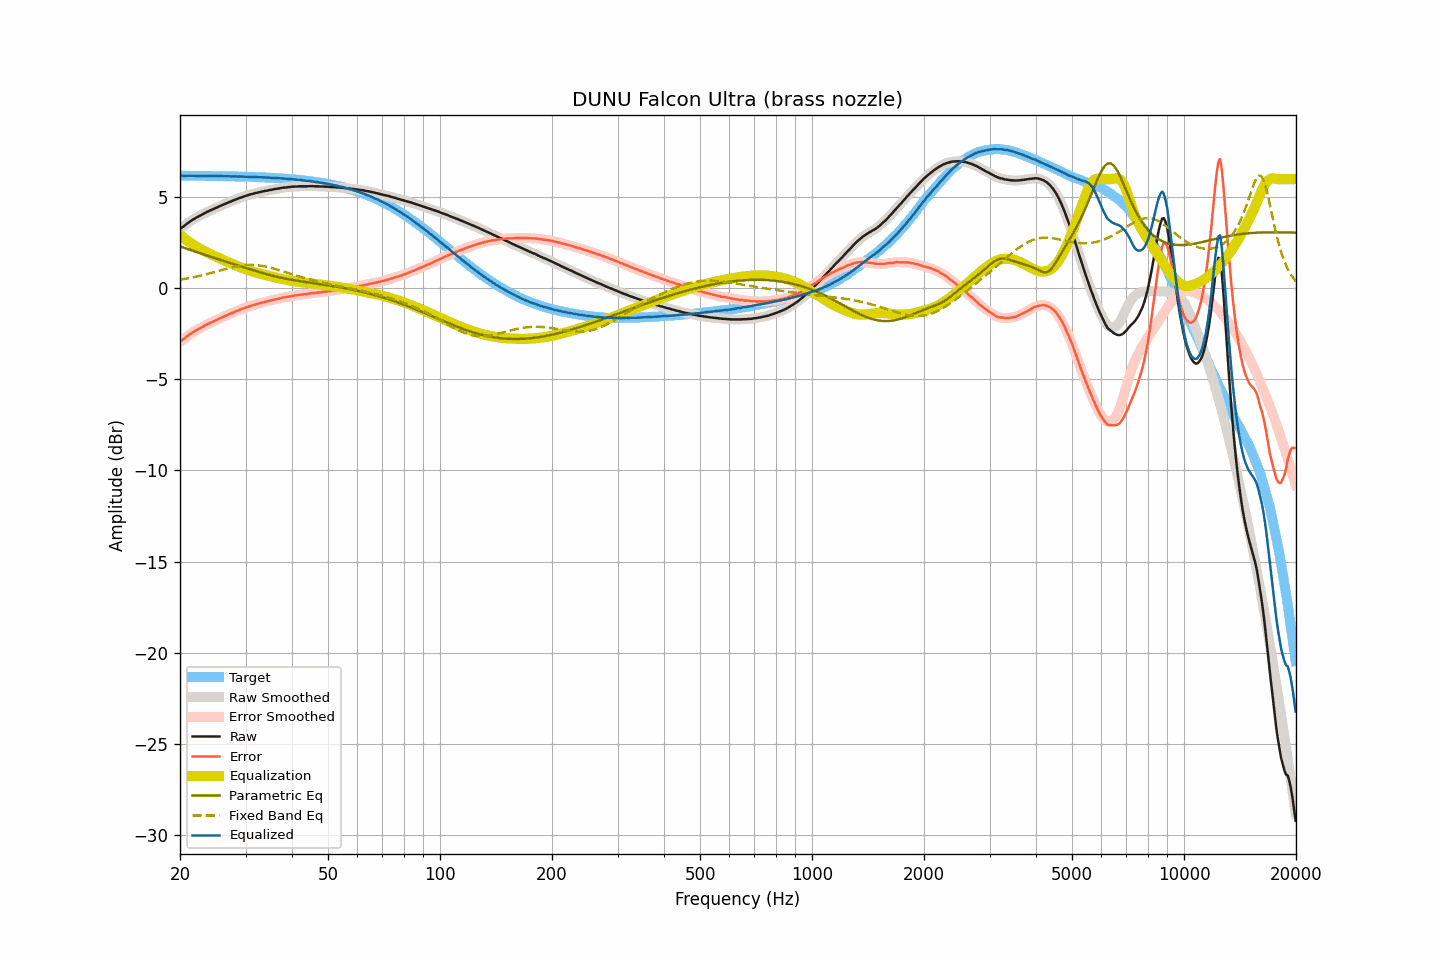 DUNU Falcon Ultra (brass nozzle)
Amplitude (dBr)
5
0
−5
−10
−15
−20
−25
−30
Target
Raw Smoothed
Error Smoothed
Raw
Error
Equalization
Parametric Eq
Fixed Band Eq
Equalized
20 50 100 200 500 1000 2000 5000 10000 20000
Frequency (Hz)